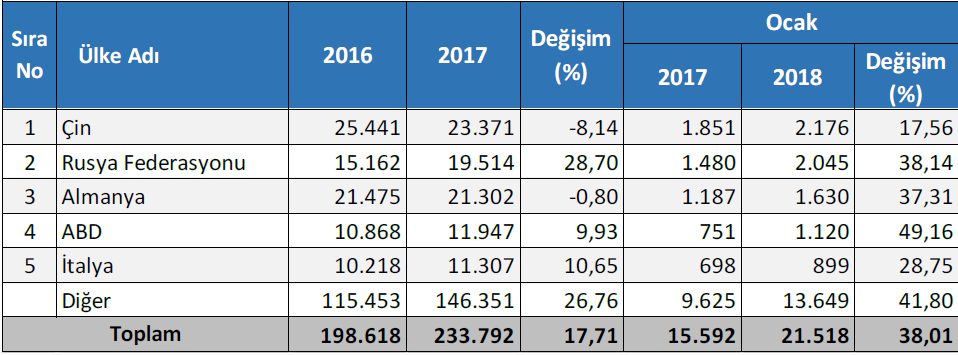 Sıra No Ülke Adı 2016 2017 Değişim (%) Ocak
2017 2018 Değişim (%)
1 Çin 25.441 23.371 -8,14 1.851 2.176 17,56
2 Rusya Federasyonu 15.162 19.514 28,70 1.480 2.045 38,14
3 Almanya 21.475 21.302 -0,80 1.187 1.630 37,31
4 ABD 10.868 11.947 9,93 751 1.120 49,16
5 İtalya 10.218 11.307 10,65 698 899 28,75
Diğer 115.453 146.351 26,76 9.625 13.649 41,80
Toplam 198.618 233.792 17,71 15.592 21.518 38,01